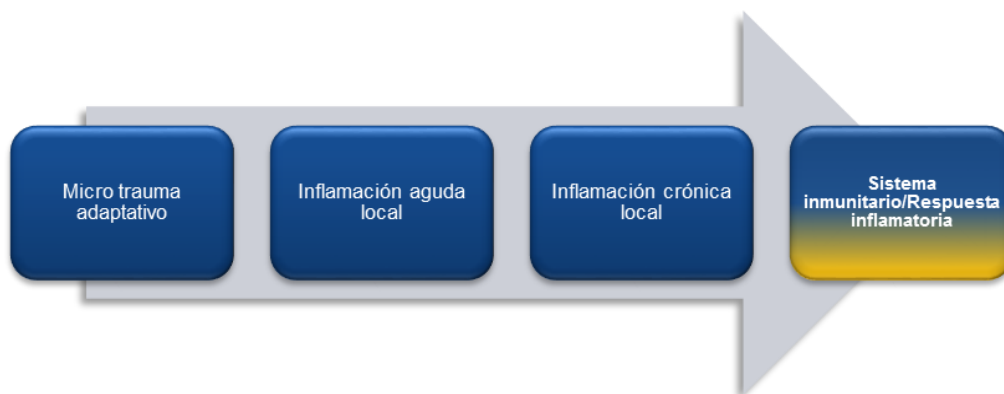 Micro trauma
adaptativo
Inflamación aguda
local
Inflamación crónica
local
Sistema
inmunitario/Respuesta
inflamatoria